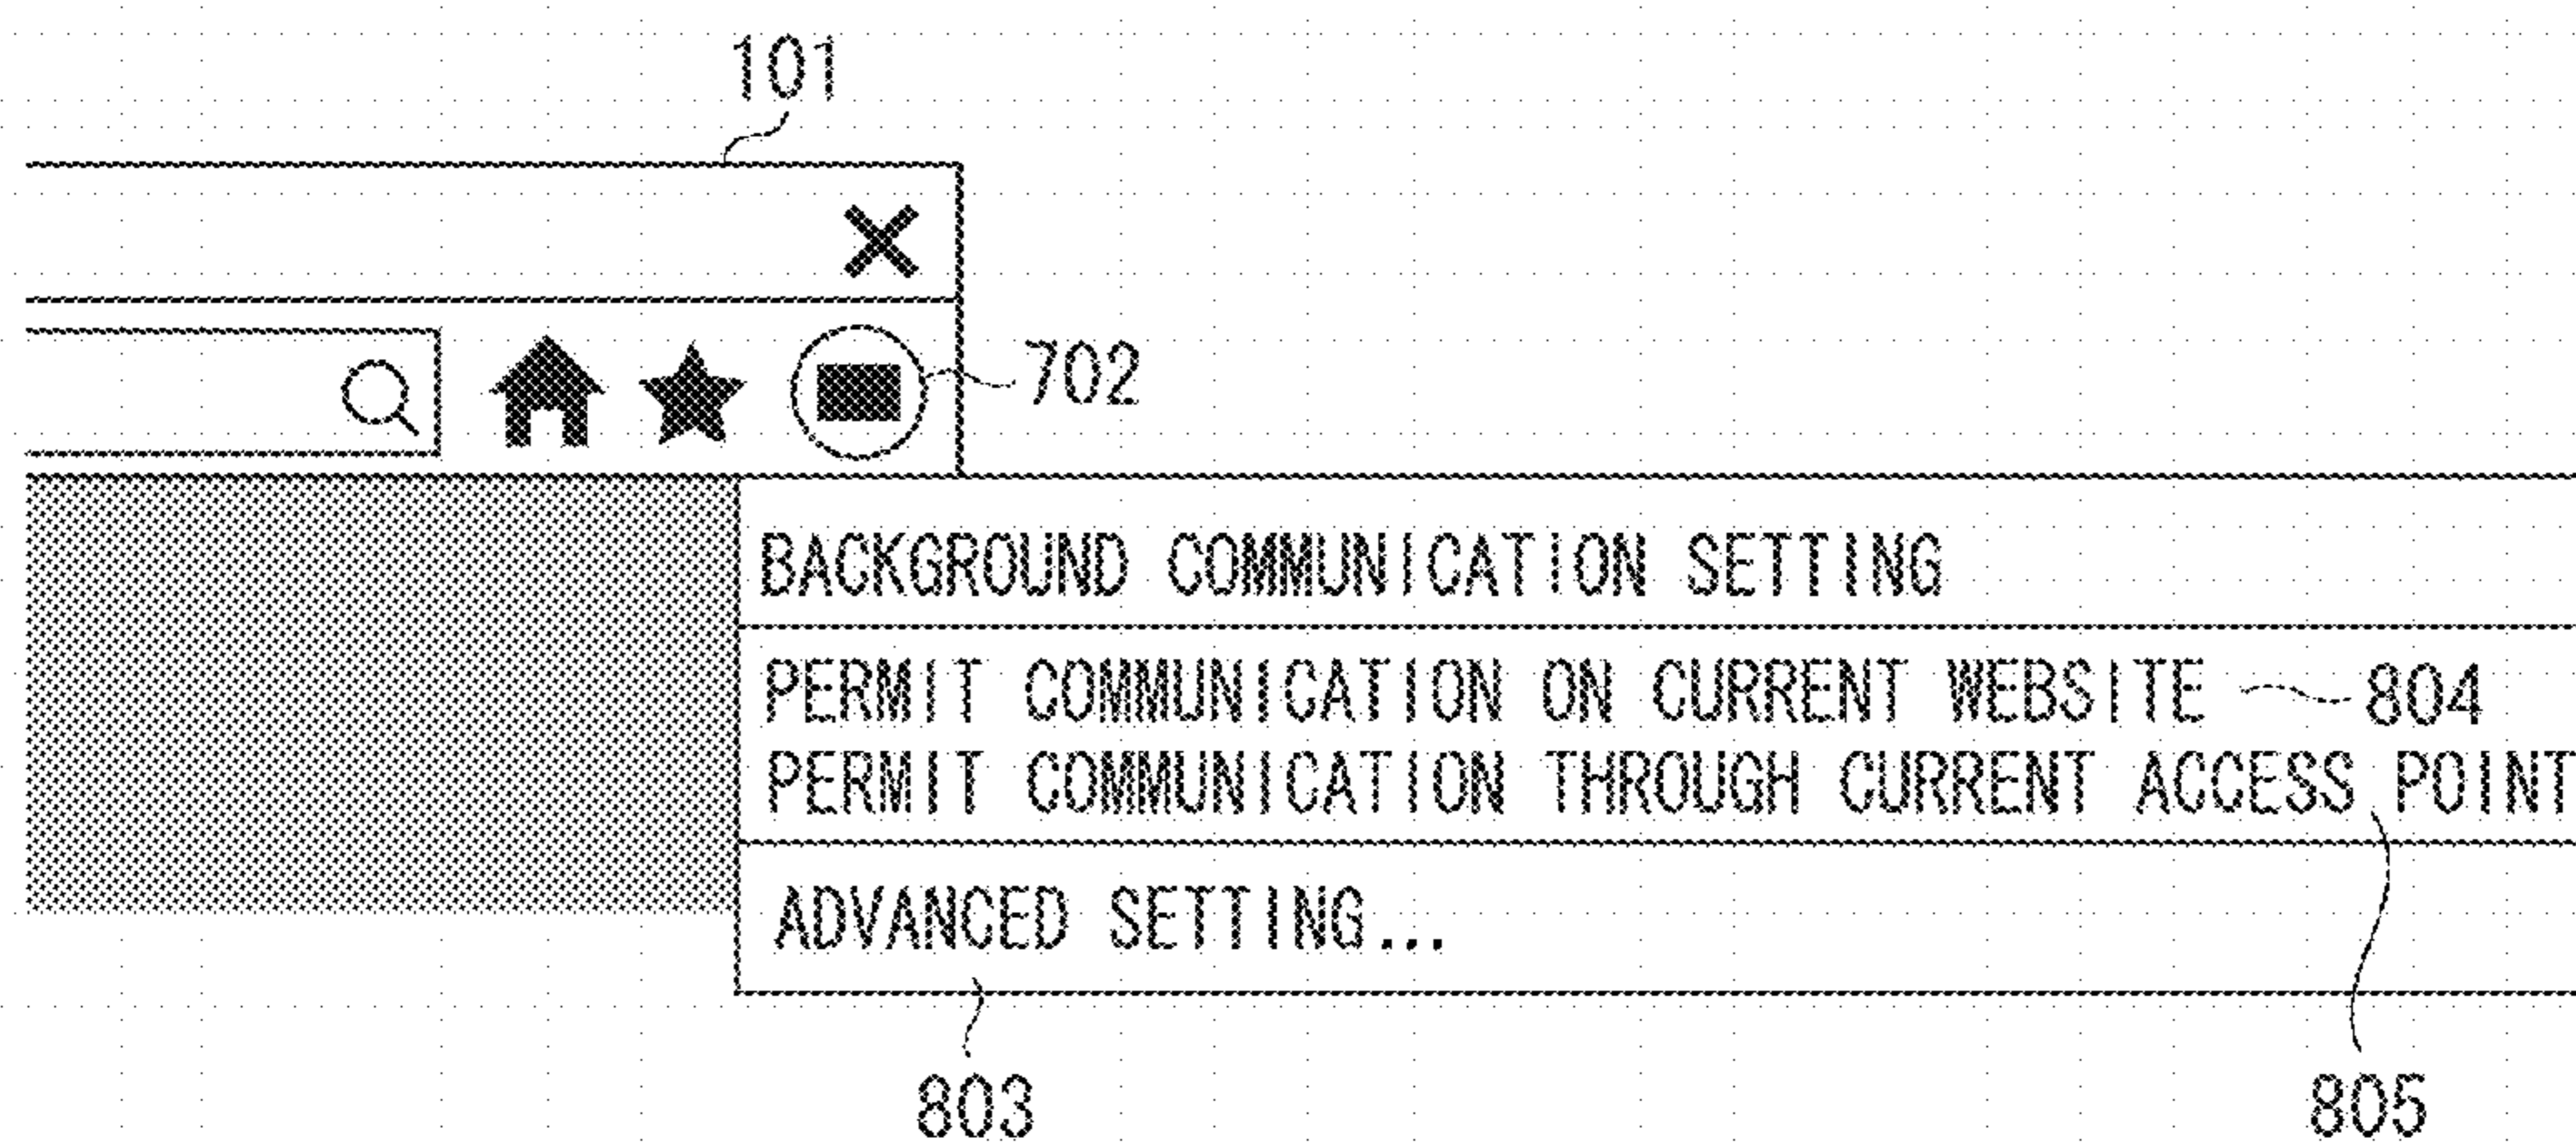 101
702
BACKGROUND COMMUNICATION SETTING
PERMIT COMMUNICATION ON CURRENT WEBSITE 804
PERMIT COMMUNICATION THROUGH CURRENT ACCESS POINT
ADVANCED SETTING...
803
805